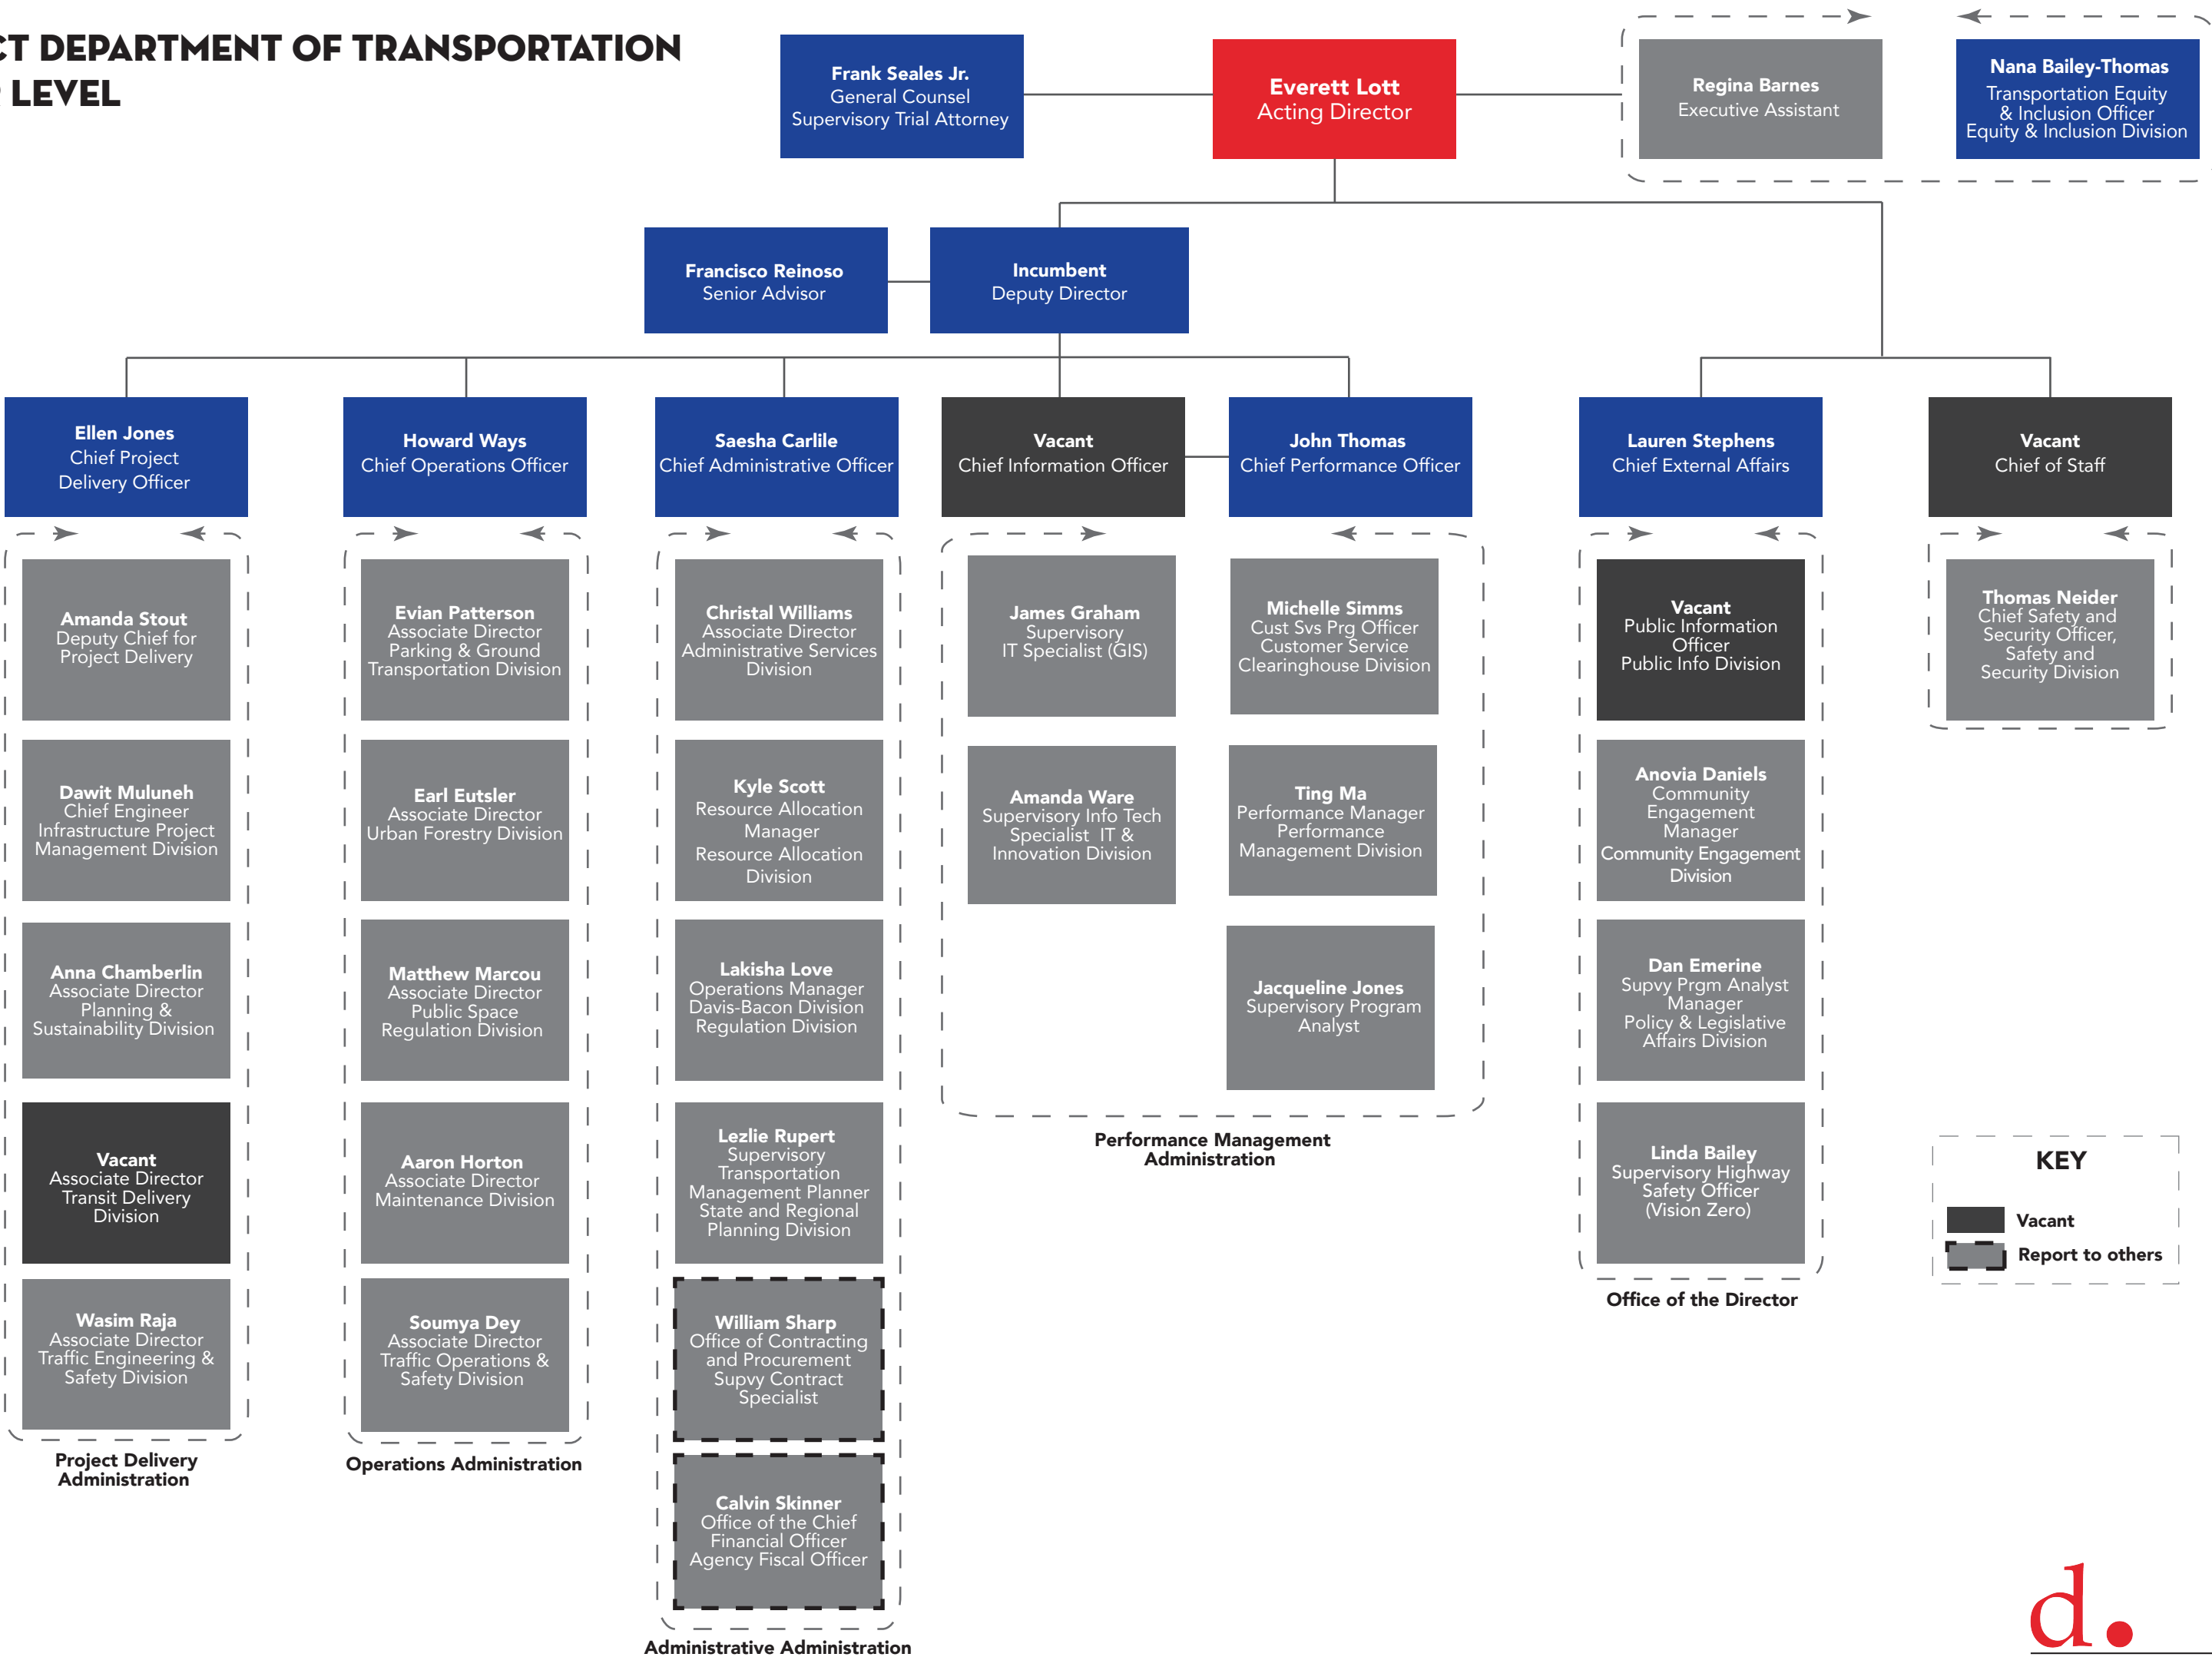 CT DEPARTMENT OF TRANSPORTATION
LEVEL
Frank Seales Jr.
General Counsel
Supervisory Trial Attorney
Everett Lott
Acting Director
Regina Barnes
Executive Assistant
Nana Bailey-Thomas
Transportation Equity
& Inclusion Officer
Equity & Inclusion Division
Francisco Reinoso
Senior Advisor
Incumbent
Deputy Director
Ellen Jones
Chief Project
Delivery Officer
Howard Ways
Chief Operations Officer
Saesha Carlile
Chief Administrative Officer
Vacant
Chief Information Officer
John Thomas
Chief Performance Officer
Lauren Stephens
Chief External Affairs
Vacant
Chief of Staff
Amanda Stout
Deputy Chief for
Project Delivery
Dawit Muluneh
Chief Engineer
Infrastructure Project
Management Division
Anna Chamberlin
Associate Director
Planning &
Sustainability Division
Vacant
Associate Director
Transit Delivery
Division
Wasim Raja
Associate Director
Traffic Engineering &
Safety Division
Project Delivery
Administration
Evian Patterson
Associate Director
Parking & Ground
Transportation Division
Earl Eutsler
Associate Director
Urban Forestry Division
Matthew Marcou
Associate Director
Public Space
Regulation Division
Aaron Horton
Associate Director
Maintenance Division
Soumya Dey
Associate Director
Traffic Operations &
Safety Division
Operations Administration
Christal Williams
Associate Director
Administrative Services
Division
Kyle Scott
Resource Allocation
Manager
Resource Allocation
Division
Lakisha Love
Operations Manager
Davis-Bacon Division
Regulation Division
Lezlie Rupert
Supervisory
Transportation
Management Planner
State and Regional
Planning Division
William Sharp
Office of Contracting
and Procurement
Supvy Contract
Specialist
Calvin Skinner
Office of the Chief
Financial Officer
Agency Fiscal Officer
Administrative Administration
James Graham
Supervisory
IT Specialist (GIS)
Amanda Ware
Supervisory Info Tech
Specialist IT &
Innovation Division
Michelle Simms
Cust Svs Prg Officer
Customer Service
Clearinghouse Division
Ting Ma
Performance Manager
Performance
Management Division
Jacqueline Jones
Supervisory Program
Analyst
Performance Management
Administration
Vacant
Public Information
Officer
Public Info Division
Anovia Daniels
Community
Engagement
Manager
Community Engagement
Division
Dan Emerine
Supvy Prgm Analyst
Manager
Policy & Legislative
Affairs Division
Linda Bailey
Supervisory Highway
Safety Officer
(Vision Zero)
Office of the Director
Thomas Neider
Chief Safety and
Security Officer,
Safety and
Security Division
KEY
Vacant
Report to others
d.